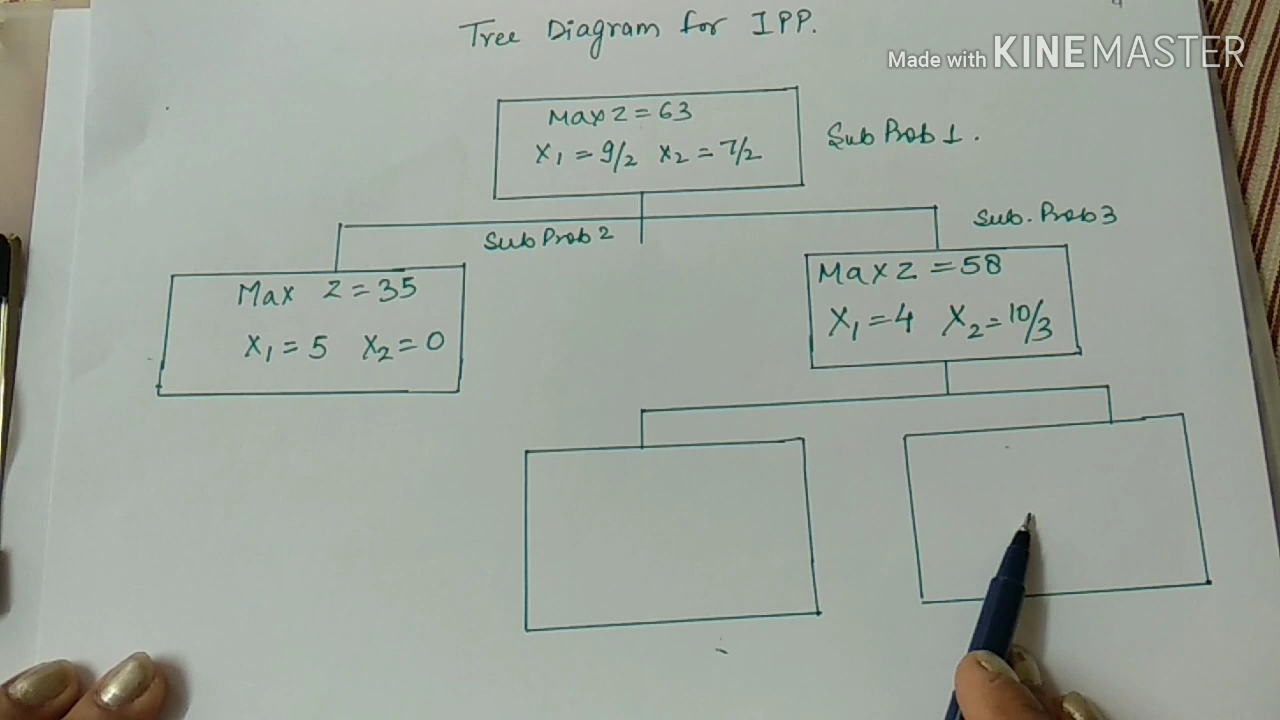 Tree Diagram for IPP.
Made with KINEMASTER
Max Z = 63
X₁ = 9/2 X₂ = 7/2
Sub Prob 1.
Sub Prob 2
Sub. Prob 3
Max Z = 35
X₁ = 5 X₂ = 0
Max Z = 58
X₁ = 4 X₂ = 10/3